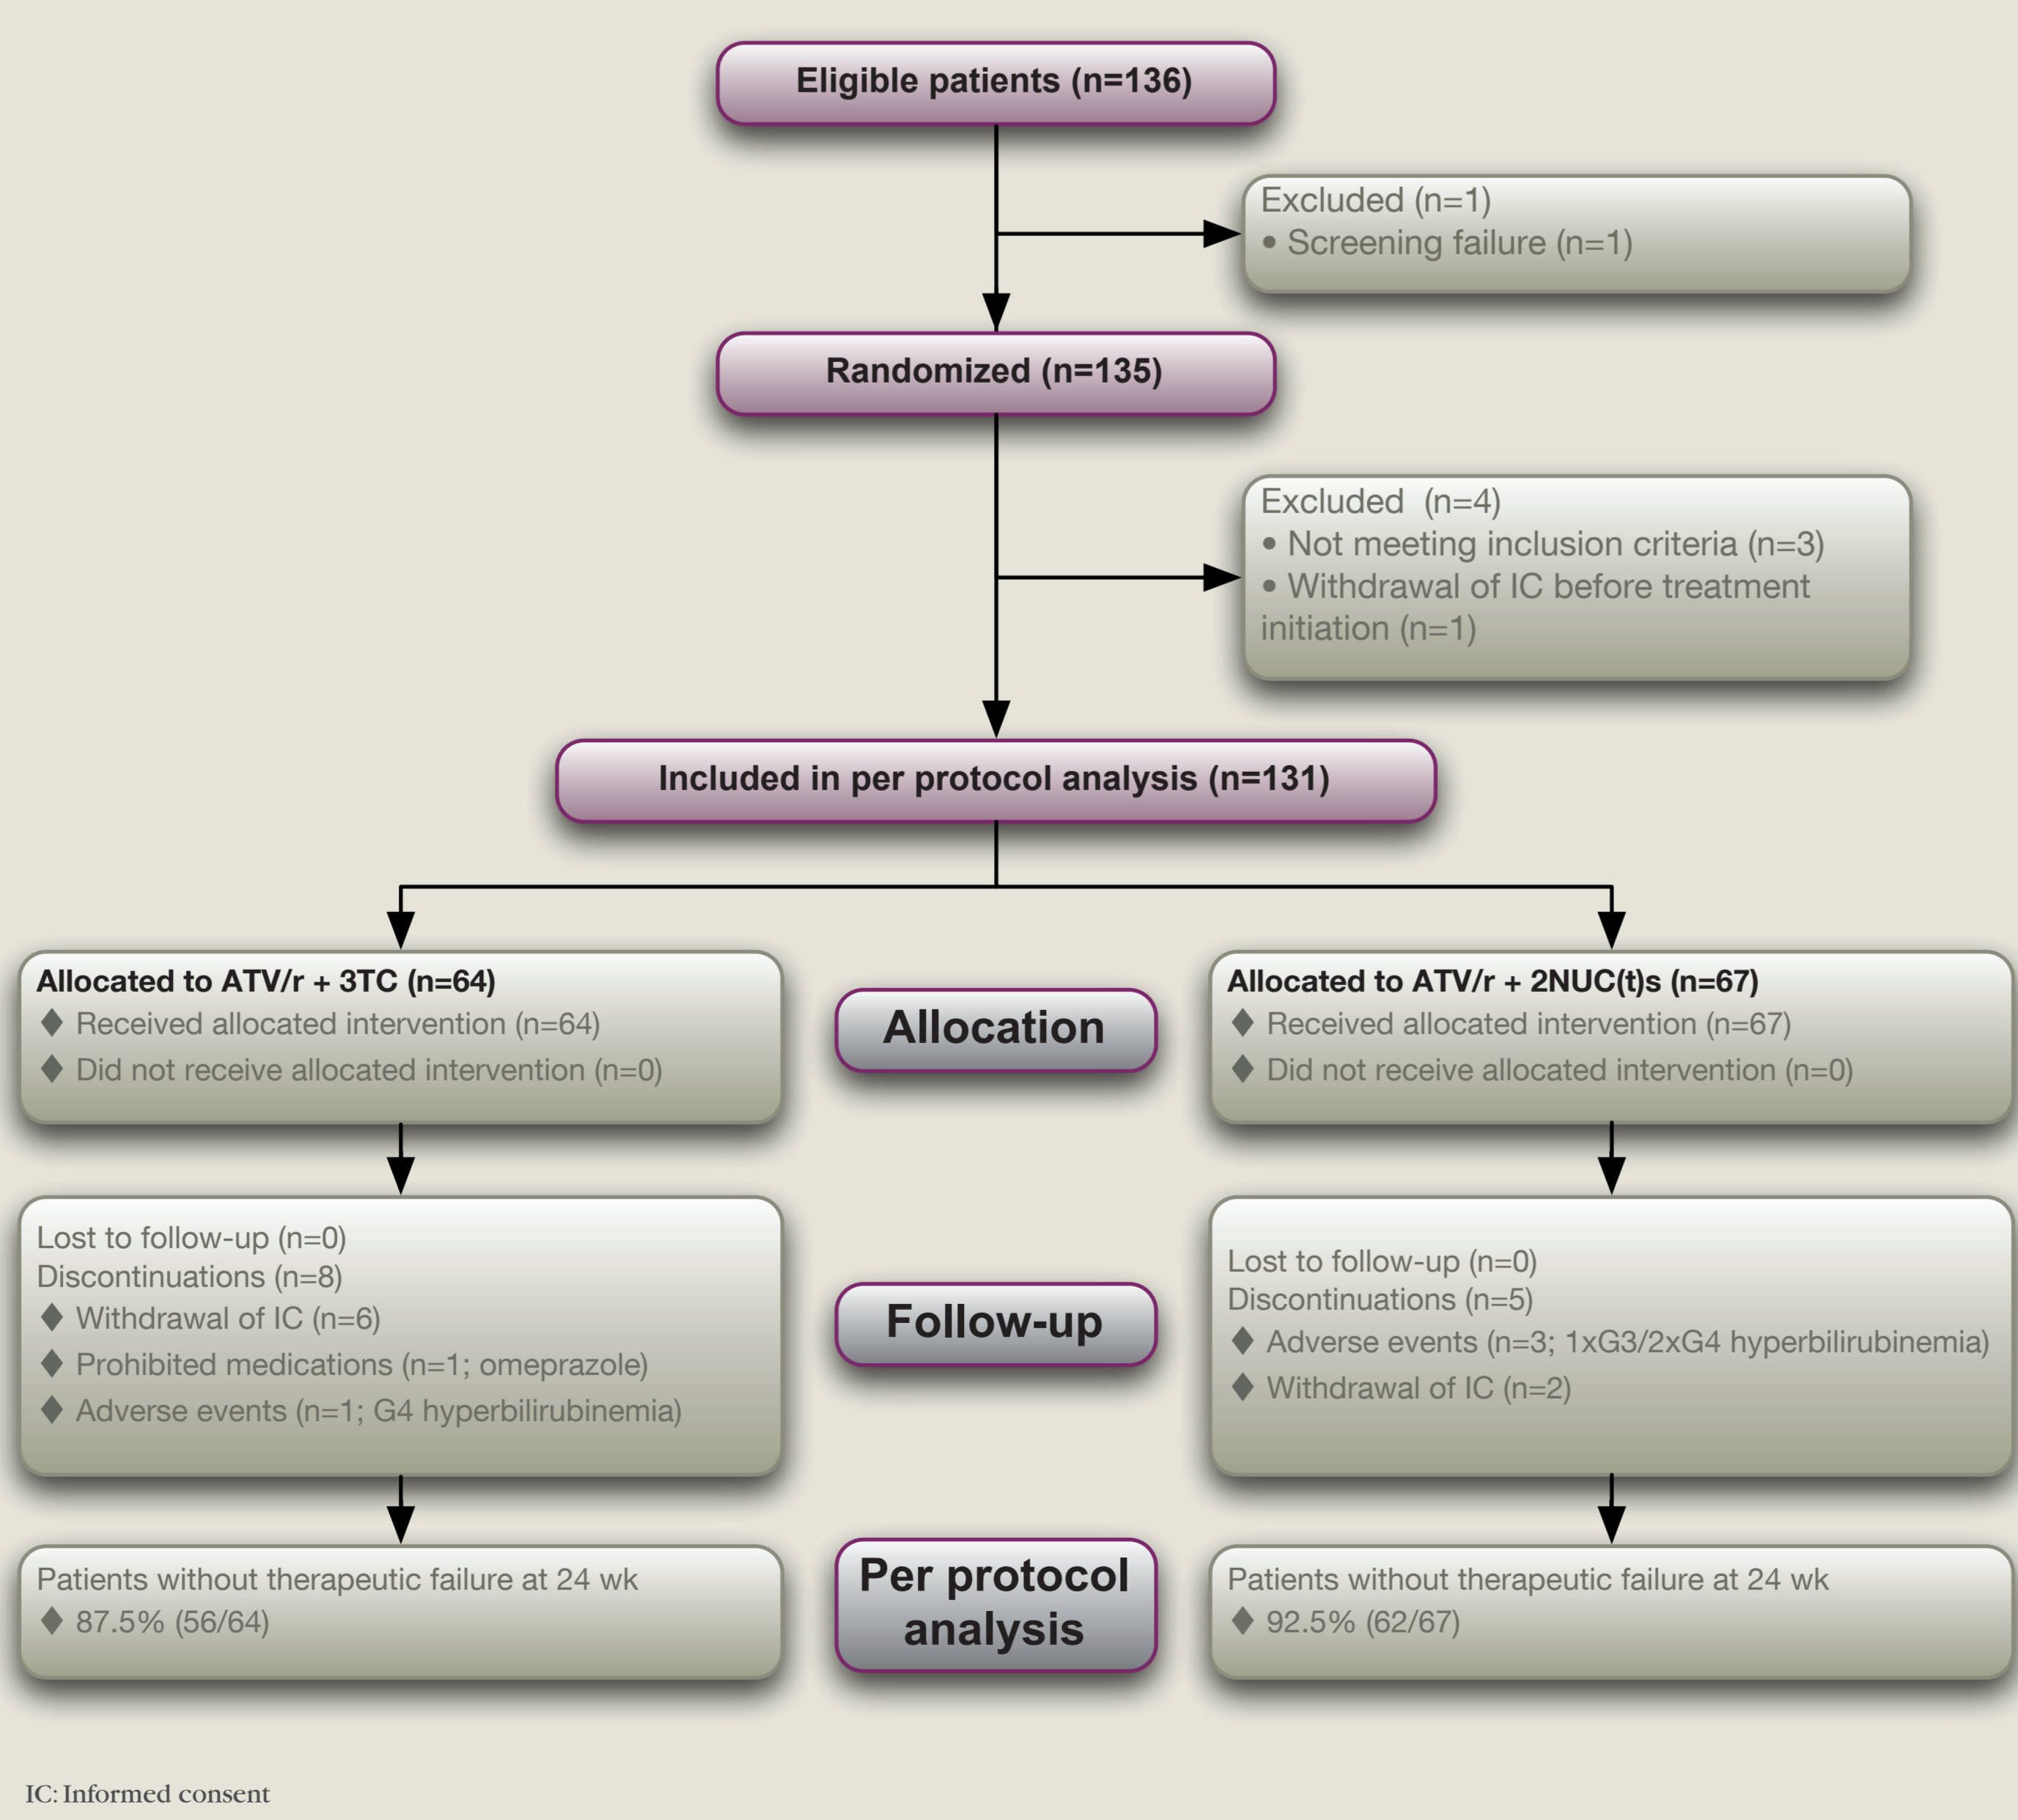 Eligible patients (n=136)
Excluded (n=1)
• Screening failure (n=1)
Randomized (n=135)
Excluded  (n=4)
• Not meeting inclusion criteria (n=3)
• Withdrawal of IC before treatment
initiation (n=1)
Included in per protocol analysis (n=131)
Allocated to ATV/r + 3TC (n=64)
♦ Received allocated intervention (n=64)
♦ Did not receive allocated intervention (n=0)
Allocation
Allocated to ATV/r + 2NUC(t)s (n=67)
♦ Received allocated intervention (n=67)
♦ Did not receive allocated intervention (n=0)
Lost to follow-up (n=0)
Discontinuations (n=8)
♦ Withdrawal of IC (n=6)
♦ Prohibited medications (n=1; omeprazole)
♦ Adverse events (n=1; G4 hyperbilirubinemia)
Follow-up
Lost to follow-up (n=0)
Discontinuations (n=5)
♦ Adverse events (n=3; 1xG3/2xG4 hyperbilirubinemia)
♦ Withdrawal of IC (n=2)
Patients without therapeutic failure at 24 wk
♦ 87.5% (56/64)
Per protocol
analysis
Patients without therapeutic failure at 24 wk
♦ 92.5% (62/67)
IC: Informed consent